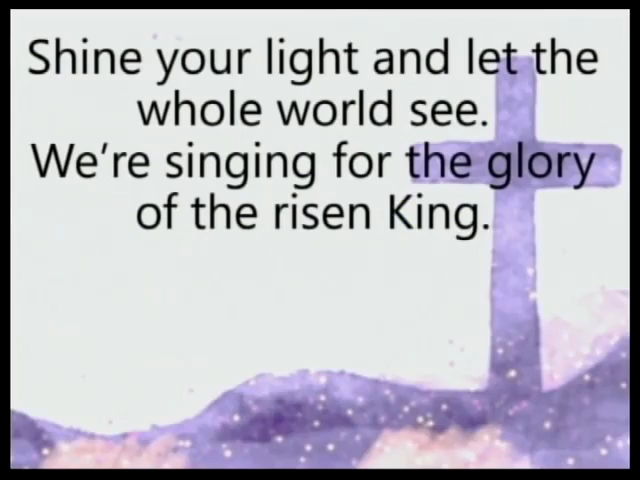 Shine your light and let the
whole world see.
We're singing for the glory
of the risen King.